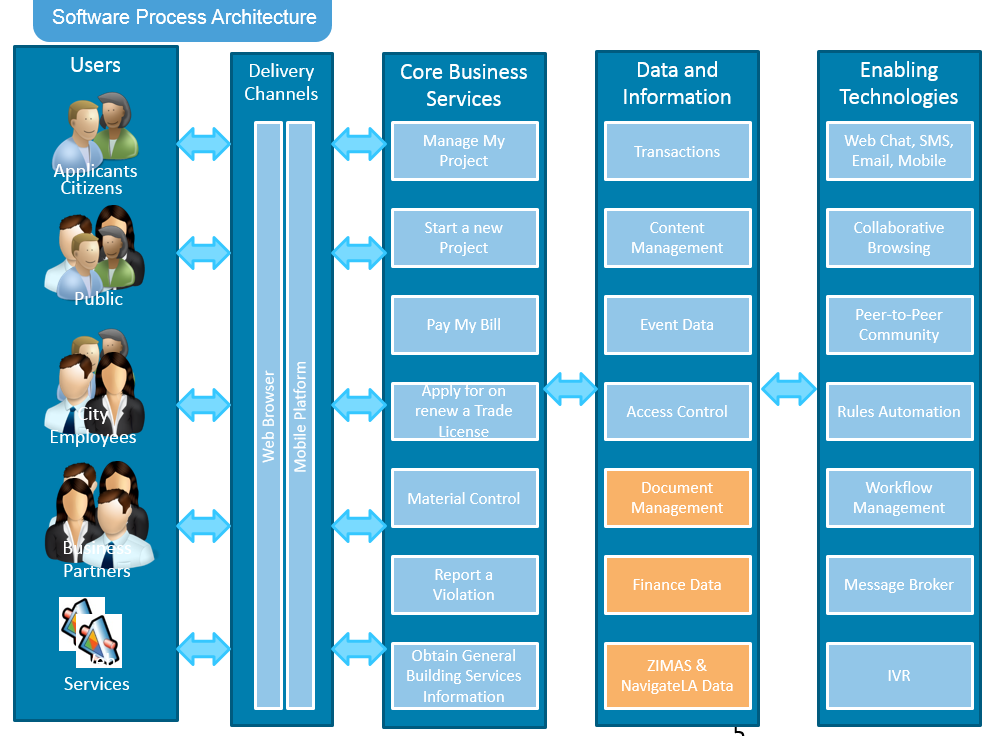 Software Process Architecture
Users
Applicants
Citizens
Public
City
Employees
Business
Partners
Services
Delivery
Channels
Web Browser
Mobile Platform
Core Business
Services
Manage My
Project
Start a new
Project
Pay My Bill
Apply for on
renew a Trade
License
Material Control
Report a
Violation
Obtain General
Building Services
Information
Data and
Information
Transactions
Content
Management
Event Data
Access Control
Document
Management
Finance Data
ZIMAS &
NavigateLA Data
Enabling
Technologies
Web Chat, SMS,
Email, Mobile
Collaborative
Browsing
Peer-to-Peer
Community
Rules Automation
Workflow
Management
Message Broker
IVR
5